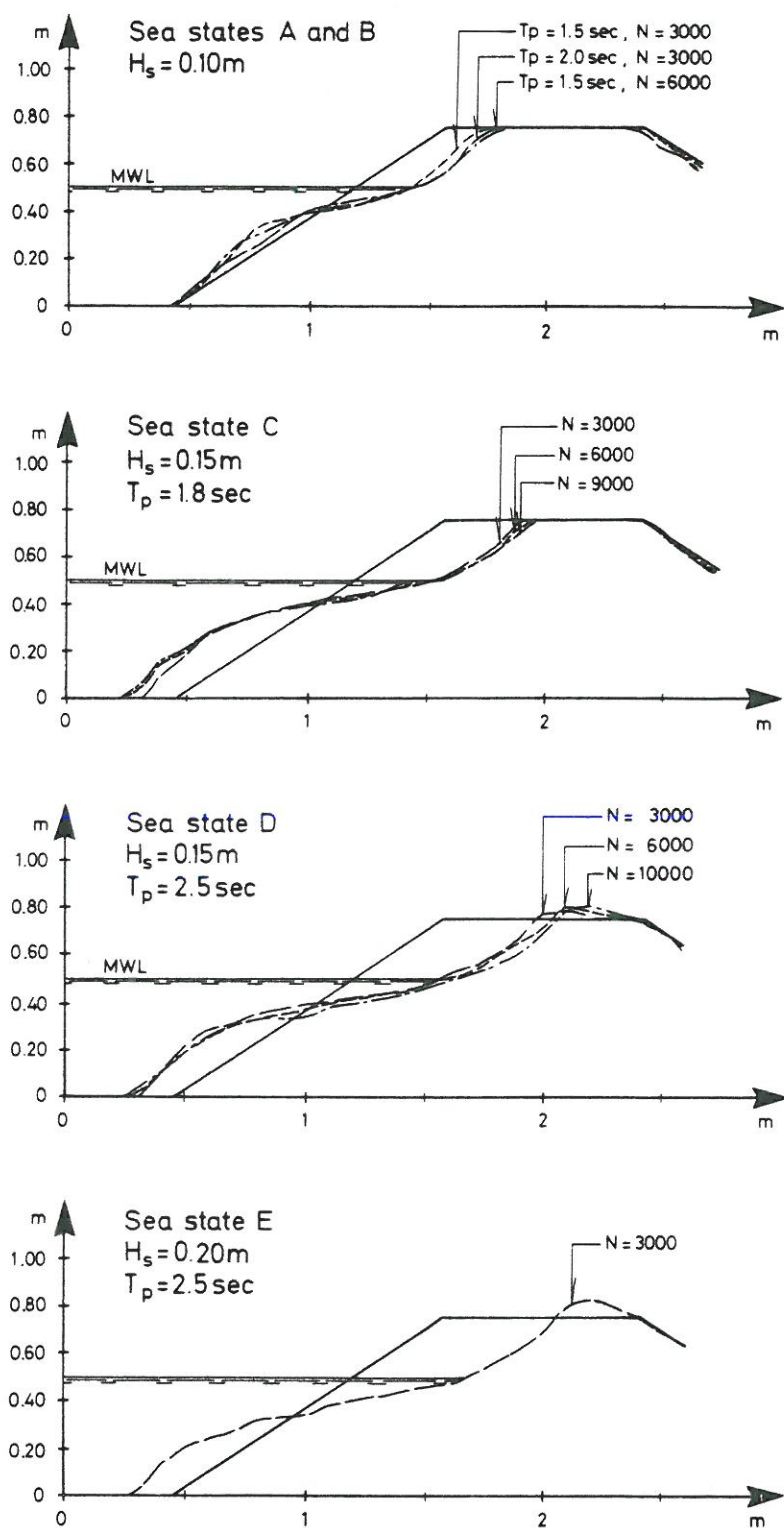 m
Sea states A and B
Hs = 0.10m
Tp = 1.5 sec, N = 3000
Tp = 2.0 sec, N = 3000
Tp = 1.5 sec, N = 6000
1.00
0.80
0.60
MWL
0.40
0.20
0
0 1 2
m
m
Sea state C
Hs = 0.15m
Tp = 1.8 sec
N = 3000
N = 6000
N = 9000
1.00
0.80
0.60
MWL
0.40
0.20
0
0 1 2
m
m
Sea state D
Hs = 0.15m
Tp = 2.5 sec
N = 3000
N = 6000
N = 10000
1.00
0.80
0.60
MWL
0.40
0.20
0
0 1 2
m
m
Sea state E
Hs = 0.20m
Tp = 2.5 sec
N = 3000
1.00
0.80
0.60
MWL
0.40
0.20
0
0 1 2
m